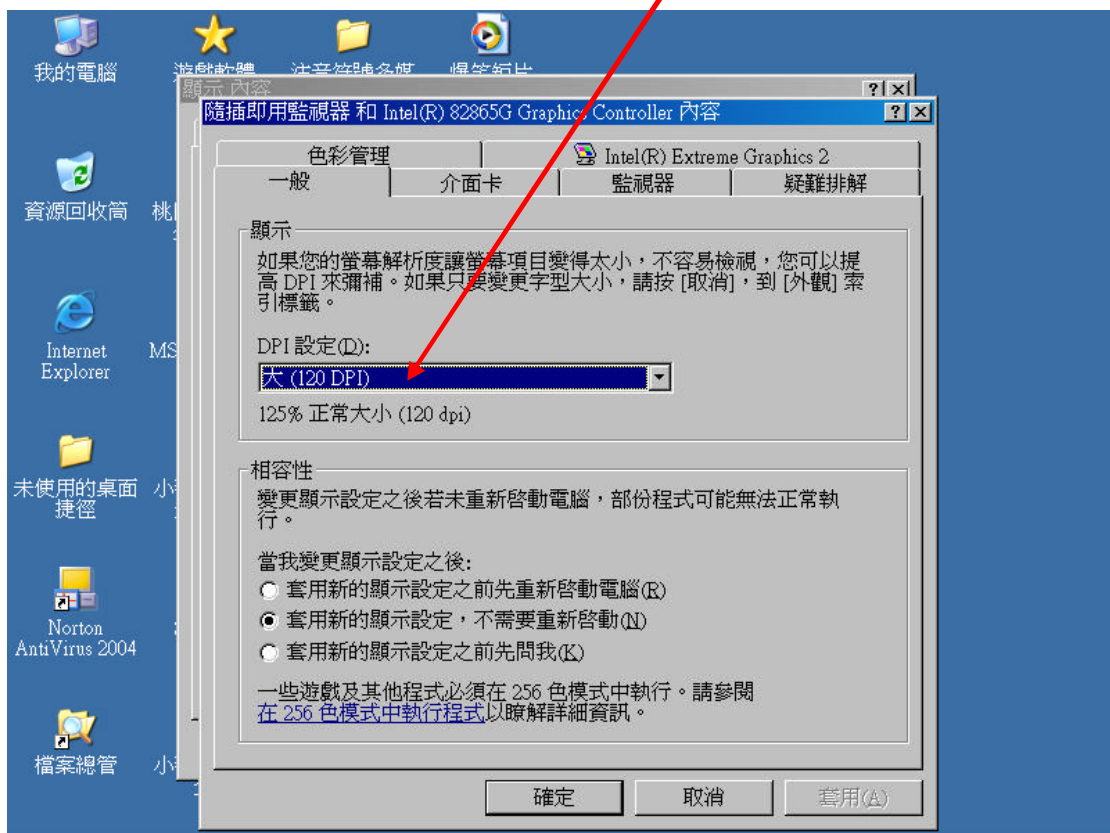 我的電腦
遊戲軟體
注音符號多媒
爆笑短片
顯示 內容
隨插即用監視器 和 Intel(R) 82865G Graphics Controller 內容
色彩管理
Intel(R) Extreme Graphics 2
一般
介面卡
監視器
疑難排解
資源回收筒
桃
顯示
如果您的螢幕解析度讓螢幕項目變得太小，不容易檢視，您可以提
高 DPI 來彌補。如果只要變更字型大小，請按 [取消]，到 [外觀] 索
引標籤。
Internet
Explorer
MS
DPI 設定(D):
大 (120 DPI)
125% 正常大小 (120 dpi)
未使用的桌面
捷徑
小
相容性
變更顯示設定之後若未重新啓動電腦，部份程式可能無法正常執
行。
當我變更顯示設定之後:
套用新的顯示設定之前先重新啓動電腦(R)
套用新的顯示設定，不需要重新啓動(N)
套用新的顯示設定之前先問我(K)
Norton
AntiVirus 2004
一些遊戲及其他程式必須在 256 色模式中執行。請參閱
在 256 色模式中執行程式以瞭解詳細資訊。
檔案總管
小
確定
取消
套用(A)